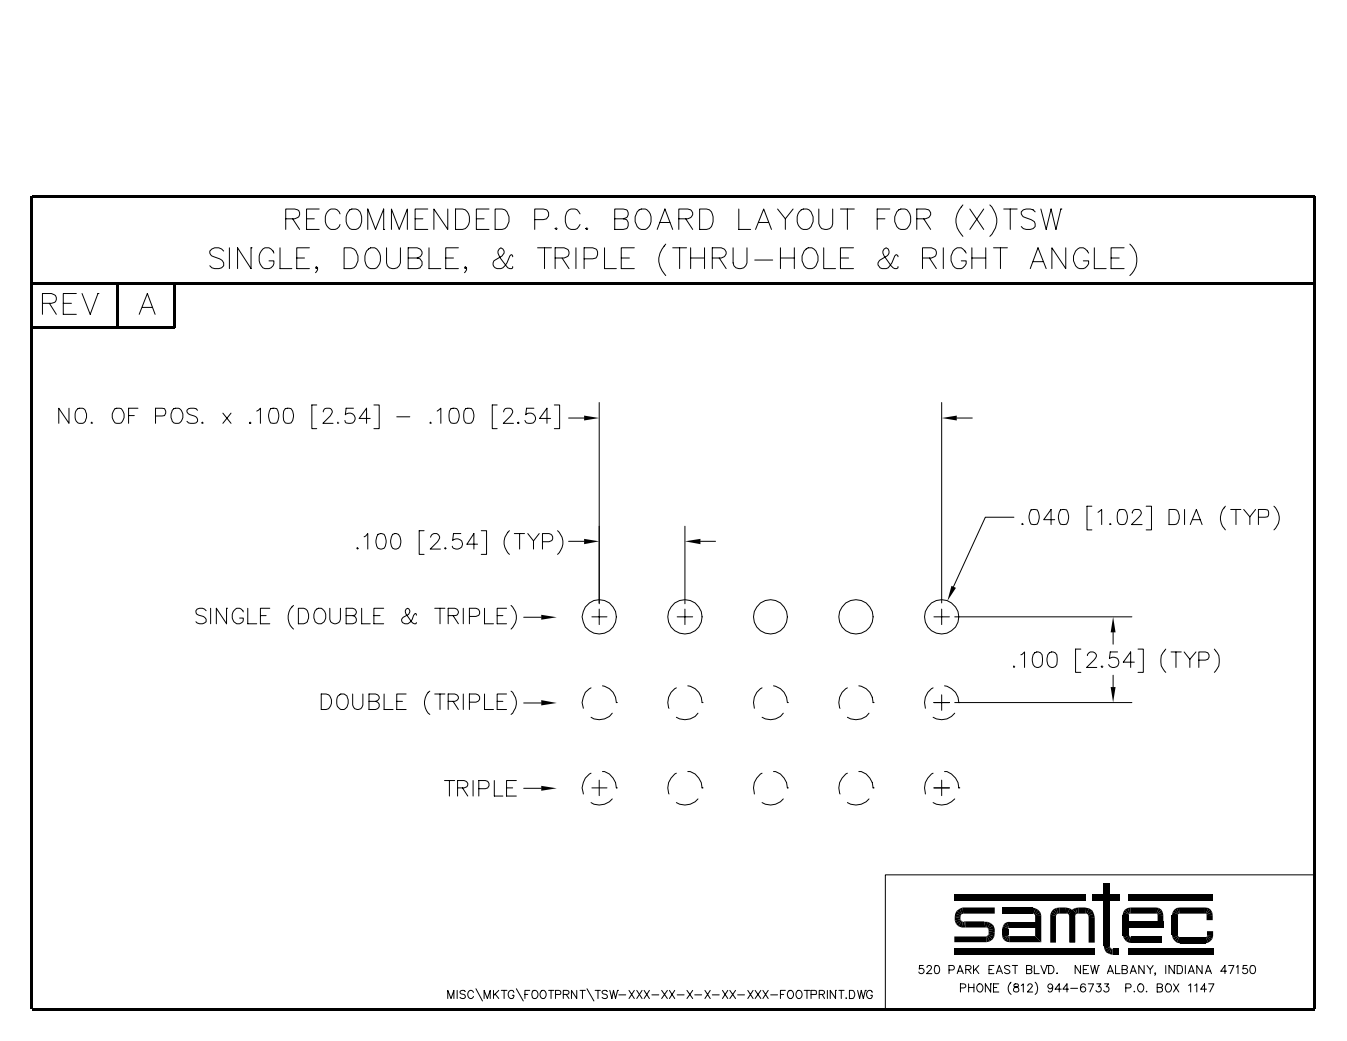 RECOMMENDED P.C. BOARD LAYOUT FOR (X)TSW
SINGLE, DOUBLE, & TRIPLE (THRU-HOLE & RIGHT ANGLE)
REV A
NO. OF POS. x .100 [2.54] - .100 [2.54]
.040 [1.02] DIA (TYP)
.100 [2.54] (TYP)
SINGLE (DOUBLE & TRIPLE)
.100 [2.54] (TYP)
DOUBLE (TRIPLE)
TRIPLE
samtec
520 PARK EAST BLVD. NEW ALBANY, INDIANA 47150
PHONE (812) 944-6733 P.O. BOX 1147
MISC\MKTG\FOOTPRNT\TSW-XXX-XX-X-X-XX-XXX-FOOTPRINT.DWG